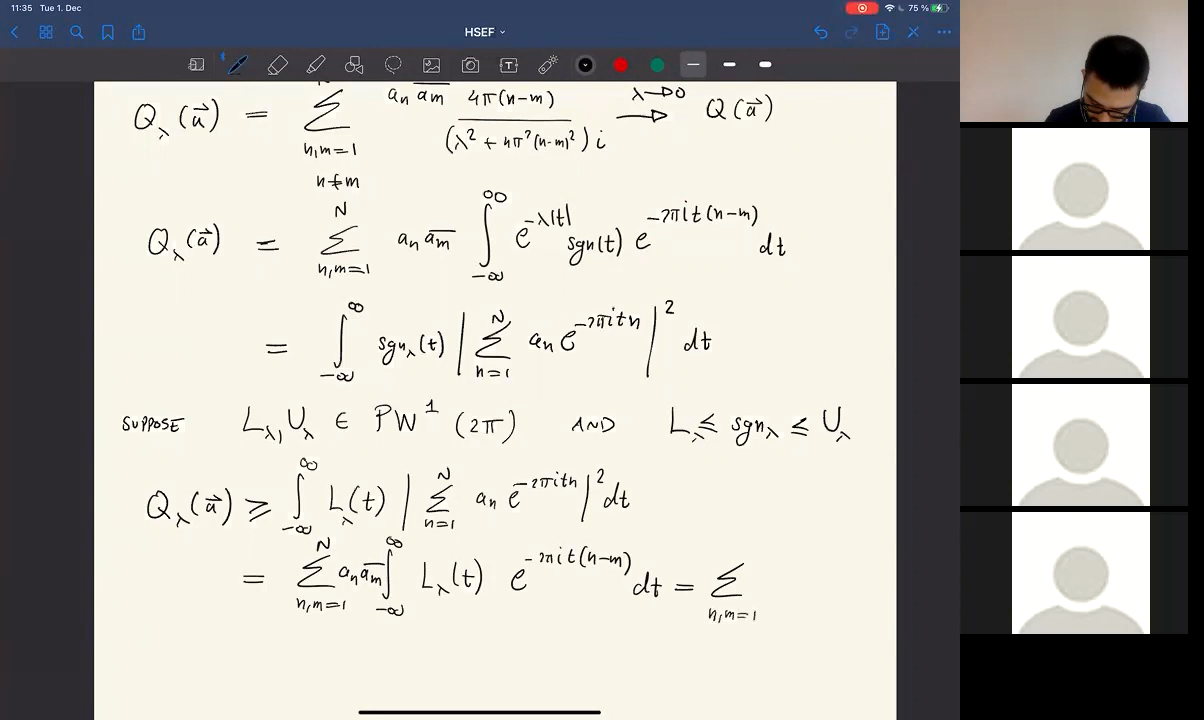 11:35 Tue 1. Dec
75 %
HSEF
Q_λ(a⃗) = Σ_{n,m=1, n≠m} a_n \overline{a_m} 4π(n-m) / (λ² + 4π²(n-m)²) i → (λ→0) Q(a⃗)
Q_λ(a⃗) = Σ_{n,m=1}^{N} a_n \overline{a_m} ∫_{-∞}^{∞} e^{-λ|t|} sgn(t) e^{-2πit(n-m)} dt
= ∫_{-∞}^{∞} sgn_λ(t) | Σ_{n=1}^{N} a_n e^{-2πitn} |² dt
SUPPOSE L_λ, U_λ ∈ PW¹(2π) AND L_λ ≤ sgn_λ ≤ U_λ
Q_λ(a⃗) ≥ ∫_{-∞}^{∞} L_λ(t) | Σ_{n=1}^{N} a_n e^{-2πitn} |² dt
= Σ_{n,m=1}^{N} a_n \overline{a_m} ∫_{-∞}^{∞} L_λ(t) e^{-2πit(n-m)} dt = Σ_{n,m=1}